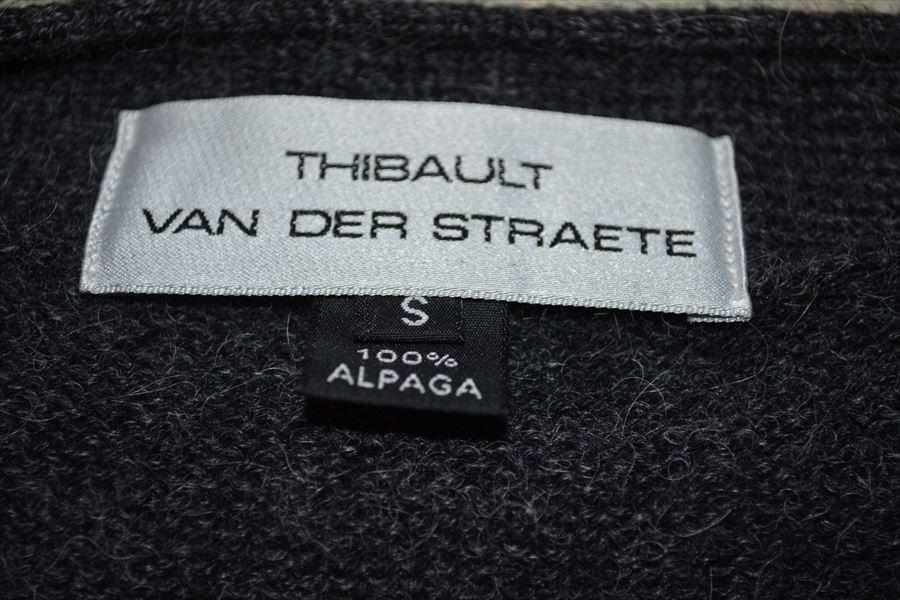 THIBAULT
VAN DER STRAETE
S
100%
ALPAGA